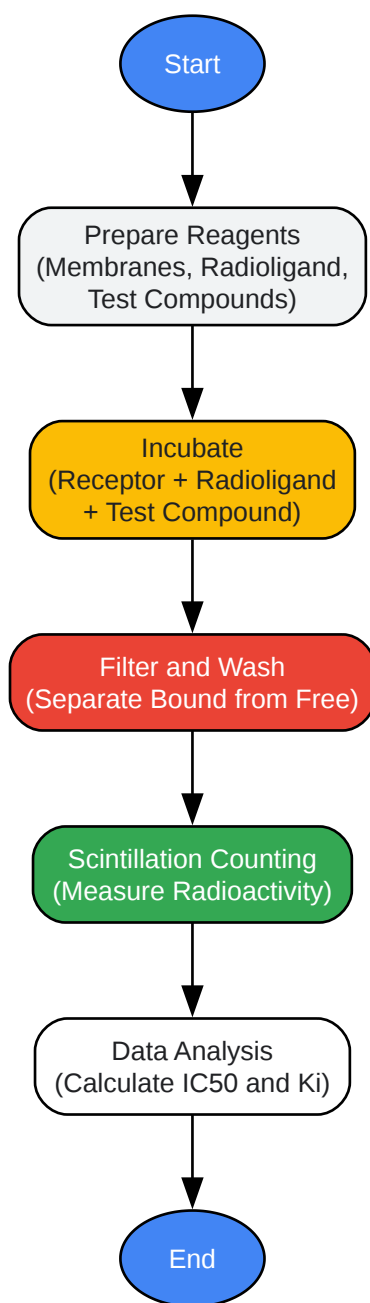 Start
Prepare Reagents
(Membranes, Radioligand,
Test Compounds)
Incubate
(Receptor + Radioligand
+ Test Compound)
Filter and Wash
(Separate Bound from Free)
Scintillation Counting
(Measure Radioactivity)
Data Analysis
(Calculate IC50 and Ki)
End